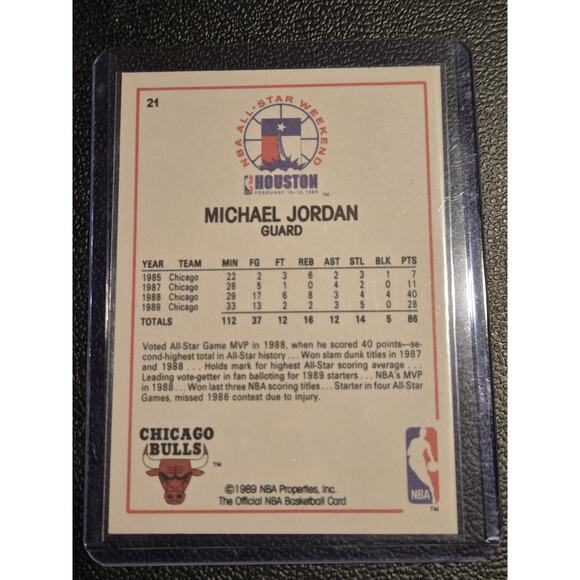 21
NBA ALL-STAR WEEKEND
HOUSTON
FEBRUARY 10-12, 1989
TM
MICHAEL JORDAN
GUARD
YEAR TEAM MIN FG FT REB AST STL BLK PTS
1985 Chicago 22 2 3 6 2 3 1 7
1987 Chicago 28 5 1 0 4 2 0 11
1988 Chicago 29 17 6 8 3 4 4 40
1989 Chicago 33 13 2 2 3 5 0 28
TOTALS 112 37 12 16 12 14 5 86
Voted All-Star Game MVP in 1988, when he scored 40 points—se-
cond-highest total in All-Star history . . . Won slam dunk titles in 1987
and 1988 . . . Holds mark for highest All-Star scoring average . . .
Leading vote-getter in fan balloting for 1989 starters . . . NBA's MVP
in 1988 . . . Won last three NBA scoring titles . . . Starter in four All-Star
Games, missed 1986 contest due to injury.
CHICAGO
BULLS
TM
©1989 NBA Properties, Inc.
The Official NBA Basketball Card
NBA
TM